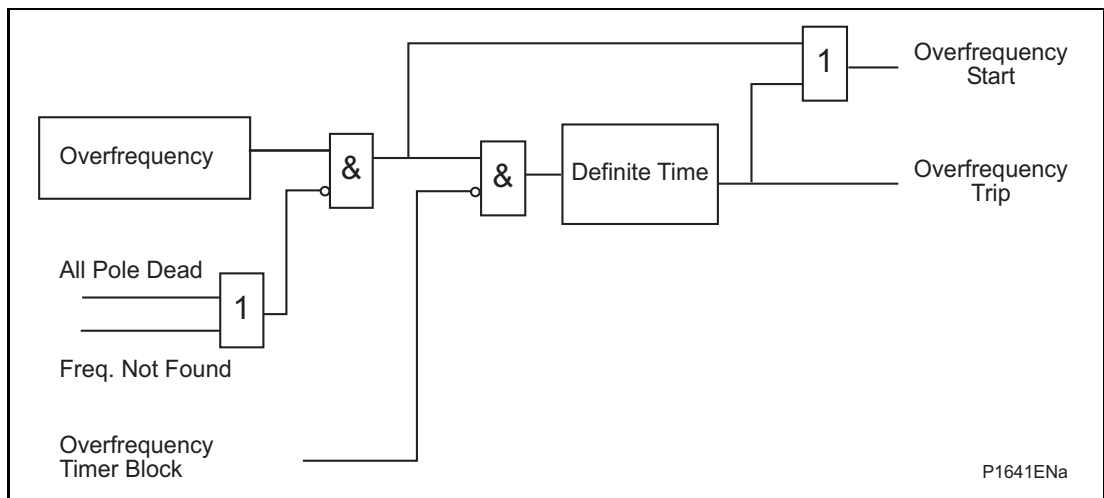 1
Overfrequency
Start
Overfrequency
&
&
Definite Time
Overfrequency
Trip
All Pole Dead
1
Freq. Not Found
Overfrequency
Timer Block
P1641ENa